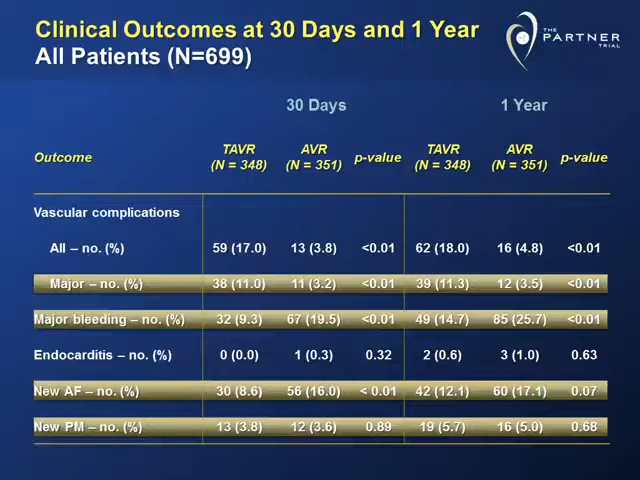 Clinical Outcomes at 30 Days and 1 Year
All Patients (N=699)
THE
PARTNER
TRIAL
30 Days 1 Year
Outcome TAVR (N = 348) AVR (N = 351) p-value TAVR (N = 348) AVR (N = 351) p-value
Vascular complications
All – no. (%) 59 (17.0) 13 (3.8) <0.01 62 (18.0) 16 (4.8) <0.01
Major – no. (%) 38 (11.0) 11 (3.2) <0.01 39 (11.3) 12 (3.5) <0.01
Major bleeding – no. (%) 32 (9.3) 67 (19.5) <0.01 49 (14.7) 85 (25.7) <0.01
Endocarditis – no. (%) 0 (0.0) 1 (0.3) 0.32 2 (0.6) 3 (1.0) 0.63
New AF – no. (%) 30 (8.6) 56 (16.0) < 0.01 42 (12.1) 60 (17.1) 0.07
New PM – no. (%) 13 (3.8) 12 (3.6) 0.89 19 (5.7) 16 (5.0) 0.68